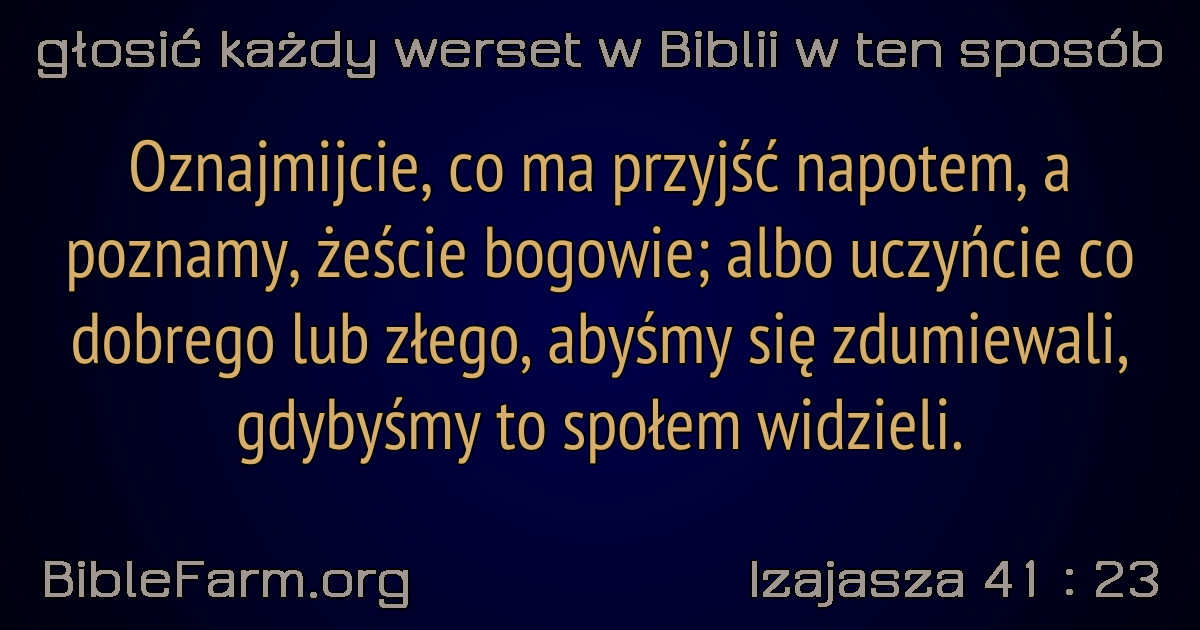 głosić każdy werset w Biblii w ten sposób
Oznajmijcie, co ma przyjść napotem, a
poznamy, żeście bogowie; albo uczyńcie co
dobrego lub złego, abyśmy się zdumiewali,
gdybyśmy to społem widzieli.
BibleFarm.org
Izajasza 41 : 23